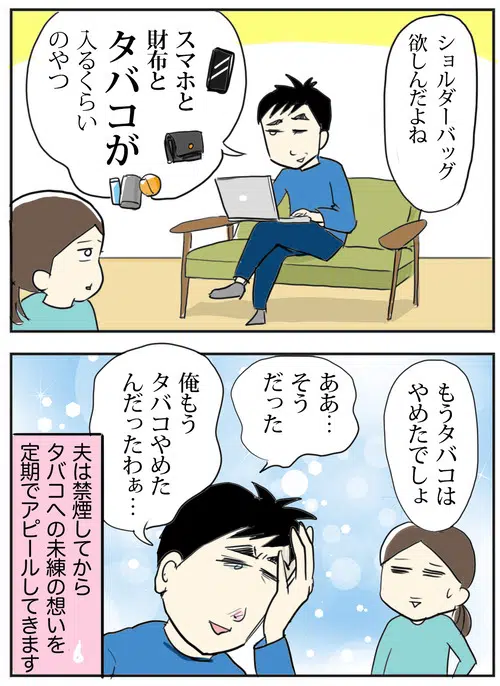 ショルダーバッグ
欲しんだよね
スマホと
財布と
タバコが
入るくらい
のやつ
もうタバコは
やめたでしょ
ああ…
そう
だった
俺もう
タバコやめた
んだったわぁ…
夫は禁煙してから
タバコへの未練の想いを
定期でアピールしてきます